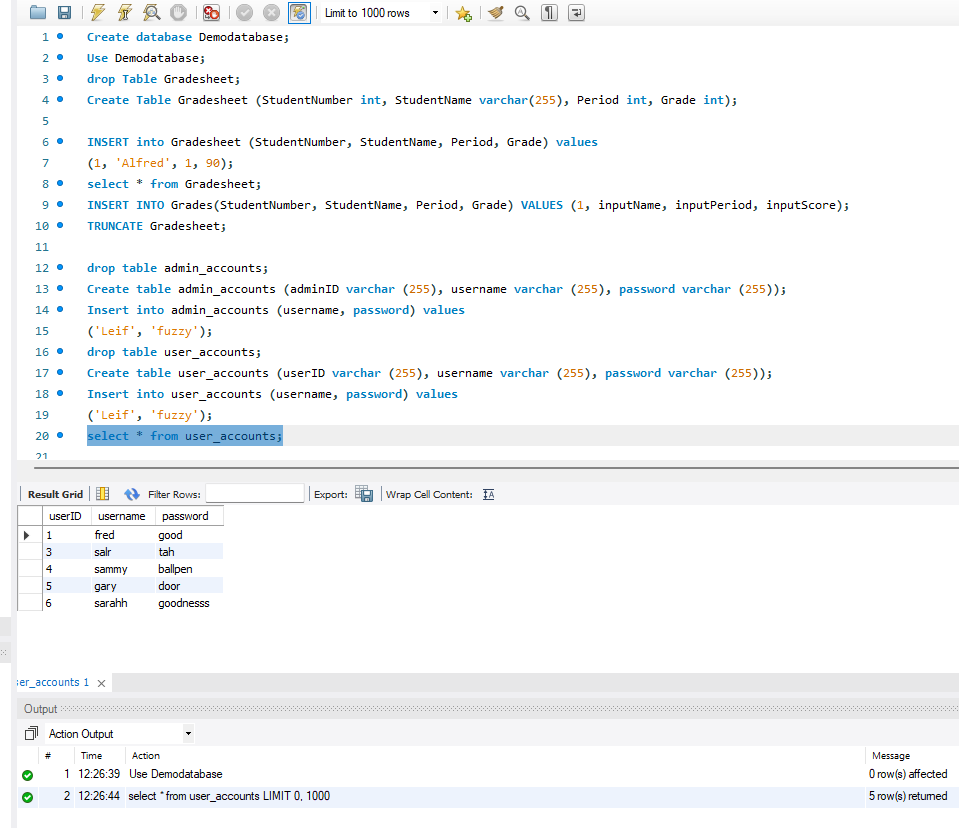 Limit to 1000 rows
1 Create database Demodatabase;
2 Use Demodatabase;
3 drop Table Gradesheet;
4 Create Table Gradesheet (StudentNumber int, StudentName varchar(255), Period int, Grade int);
5
6 INSERT into Gradesheet (StudentNumber, StudentName, Period, Grade) values
7 (1, 'Alfred', 1, 90);
8 select * from Gradesheet;
9 INSERT INTO Grades(StudentNumber, StudentName, Period, Grade) VALUES (1, inputName, inputPeriod, inputScore);
10 TRUNCATE Gradesheet;
11
12 drop table admin_accounts;
13 Create table admin_accounts (adminID varchar (255), username varchar (255), password varchar (255));
14 Insert into admin_accounts (username, password) values
15 ('Leif', 'fuzzy');
16 drop table user_accounts;
17 Create table user_accounts (userID varchar (255), username varchar (255), password varchar (255));
18 Insert into user_accounts (username, password) values
19 ('Leif', 'fuzzy');
20 select * from user_accounts;
21
Result Grid Filter Rows: Export: Wrap Cell Content:
userID username password
1 fred good
3 salr tah
4 sammy ballpen
5 gary door
6 sarahh goodnesss
ser_accounts 1
Output
Action Output
# Time Action Message
1 12:26:39 Use Demodatabase 0 row(s) affected
2 12:26:44 select * from user_accounts LIMIT 0, 1000 5 row(s) returned